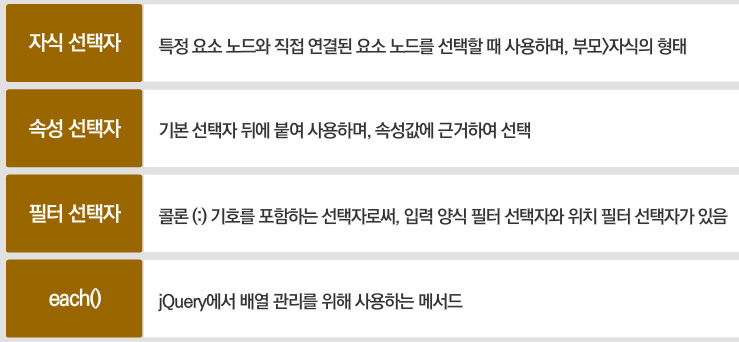 자식 선택자
특정 요소 노드와 직접 연결된 요소 노드를 선택할 때 사용하며, 부모>자식의 형태
속성 선택자
기본 선택자 뒤에 붙여 사용하며, 속성값에 근거하여 선택
필터 선택자
콜론 (:) 기호를 포함하는 선택자로써, 입력 양식 필터 선택자와 위치 필터 선택자가 있음
each()
jQuery에서 배열 관리를 위해 사용하는 메서드